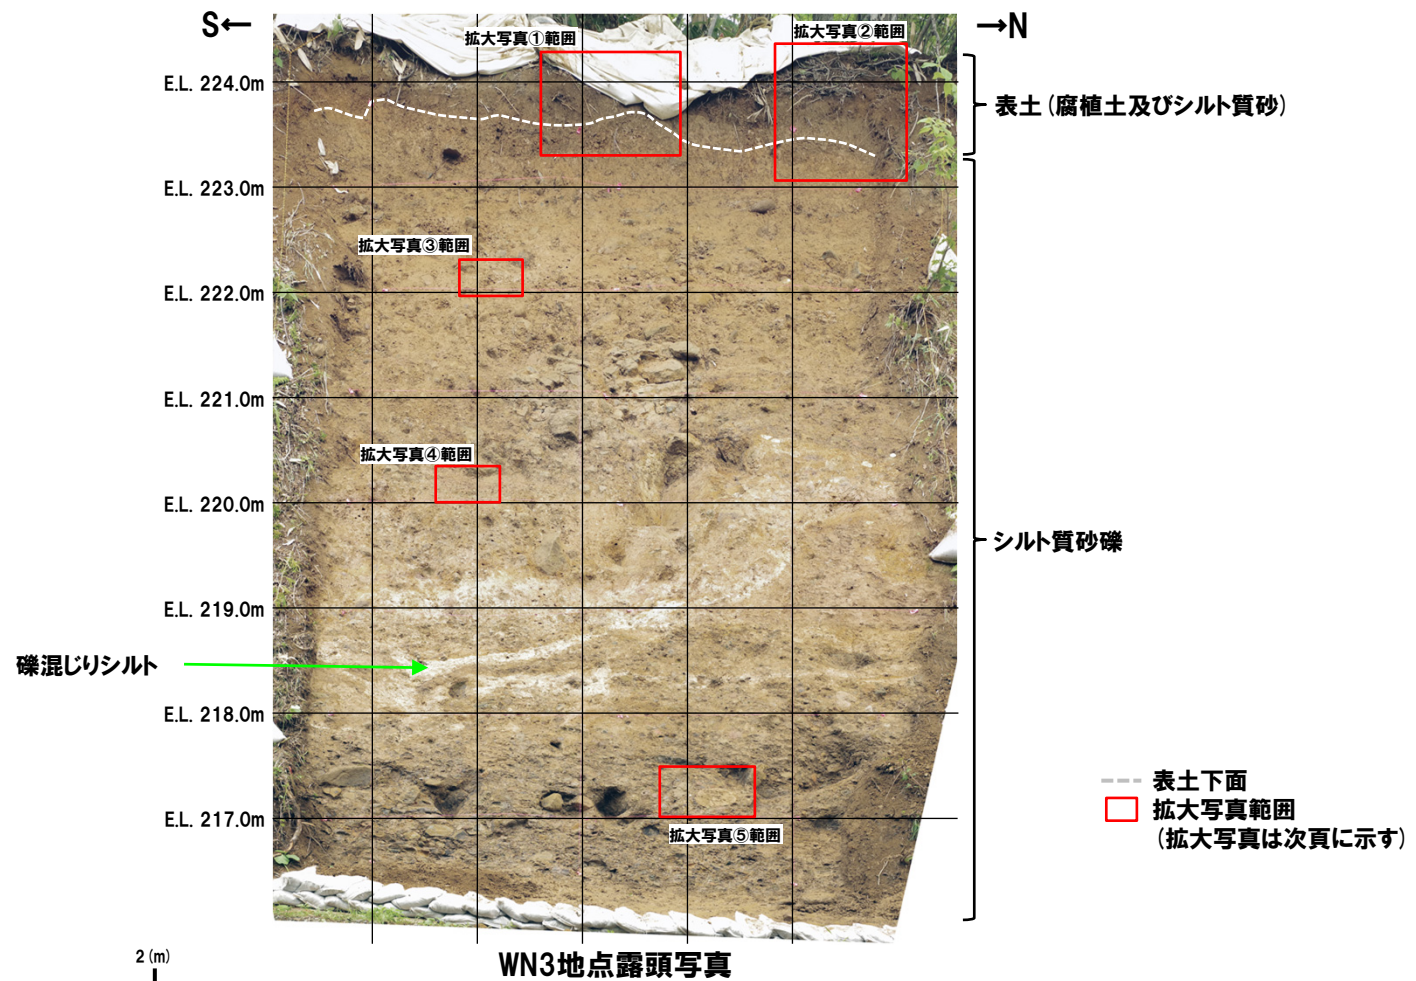 S←
→N
拡大写真①範囲
拡大写真②範囲
E.L. 224.0m
表土(腐植土及びシルト質砂)
E.L. 223.0m
拡大写真③範囲
E.L. 222.0m
E.L. 221.0m
拡大写真④範囲
E.L. 220.0m
シルト質砂礫
E.L. 219.0m
礫混じりシルト
E.L. 218.0m
E.L. 217.0m
拡大写真⑤範囲
表土下面
拡大写真範囲
(拡大写真は次頁に示す)
2(m)
WN3地点露頭写真